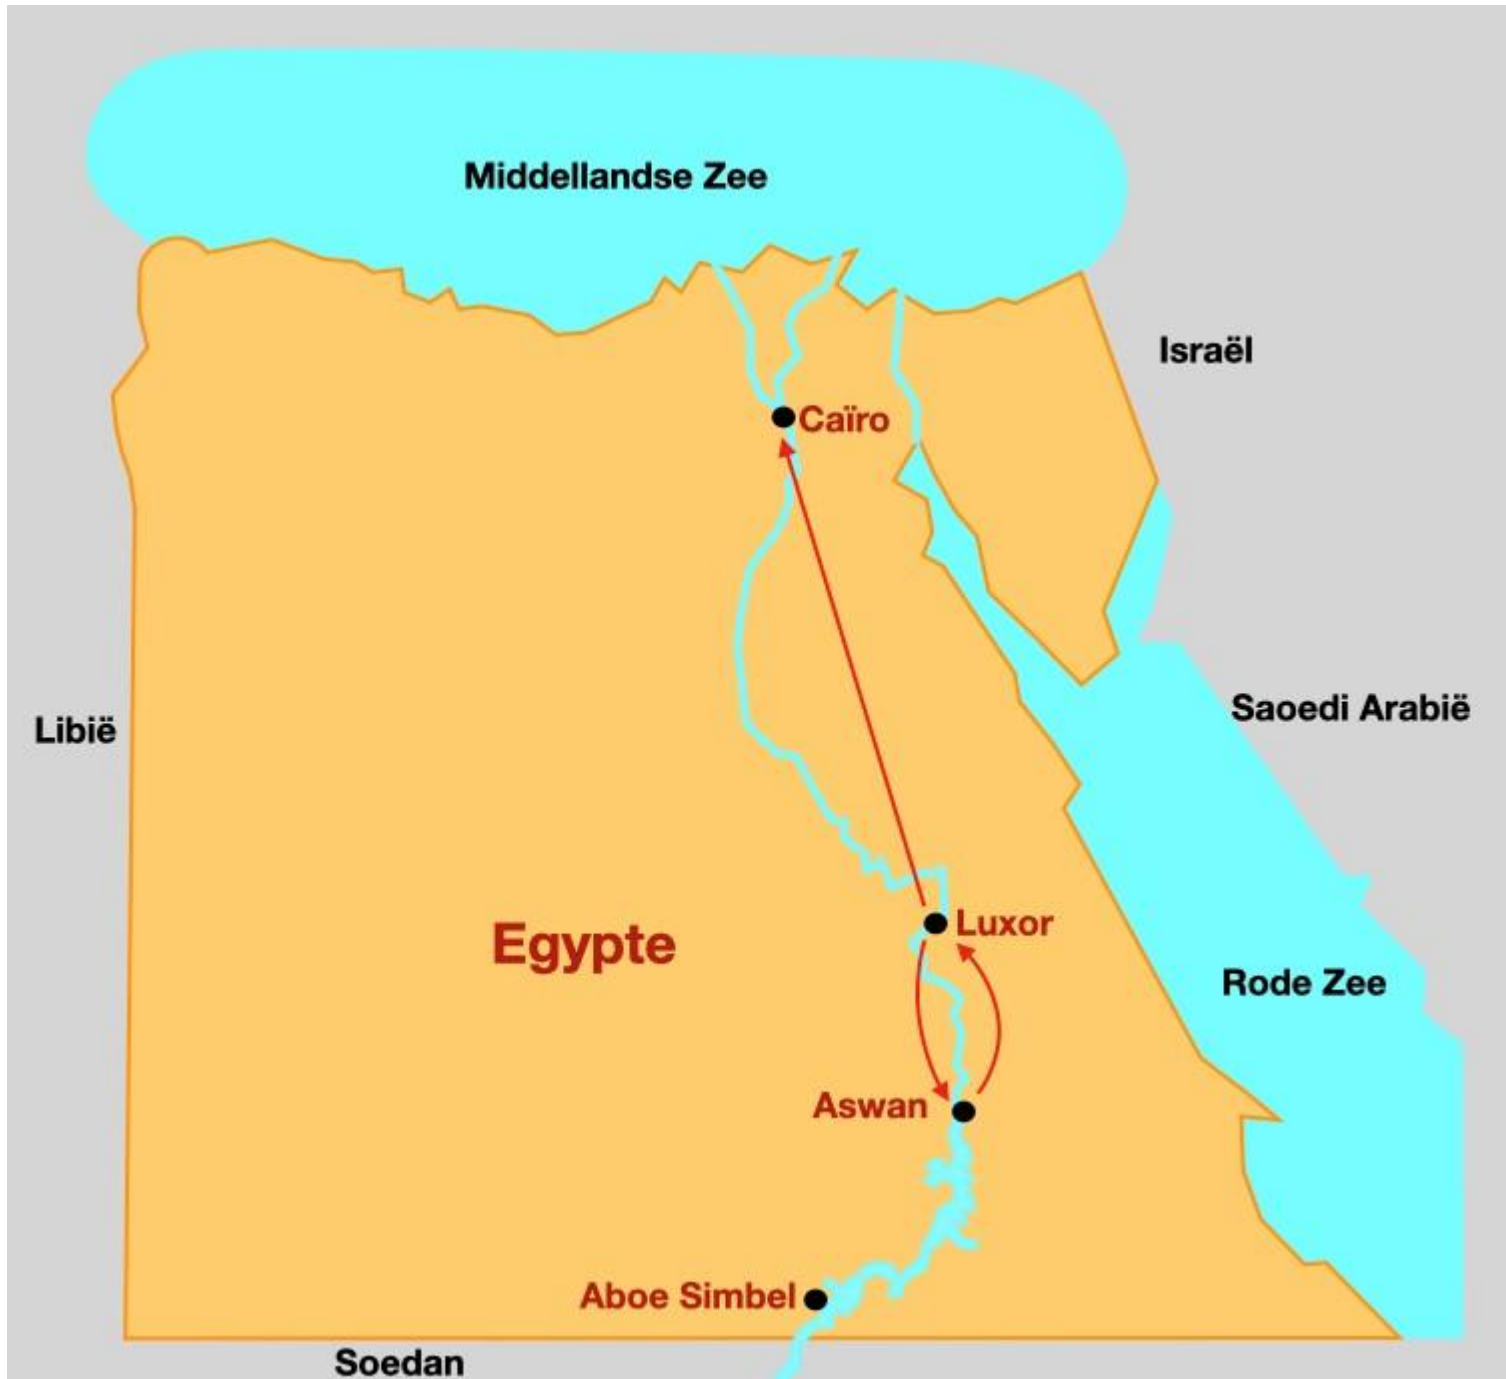 Middellandse Zee
Israël
Caïro
Saoedi Arabië
Libië
Luxor
Egypte
Rode Zee
Aswan
Aboe Simbel
Soedan